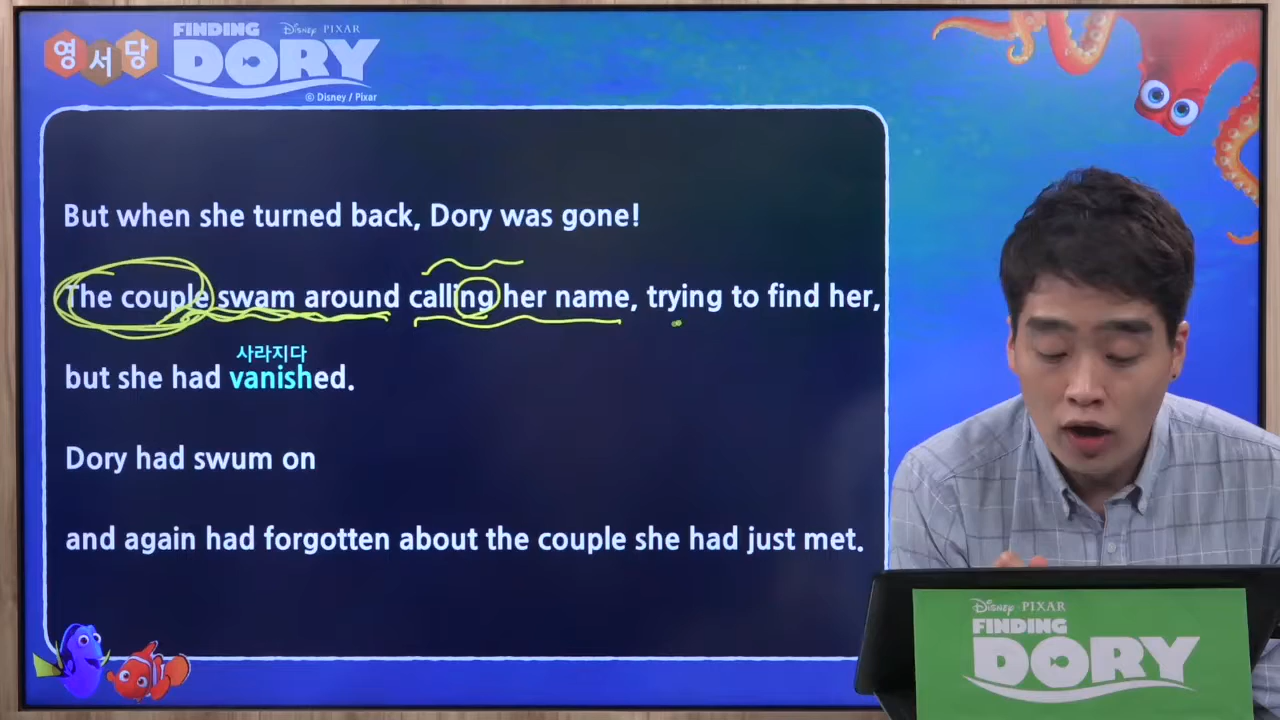 영서당
FINDING
Disney · PIXAR
DORY
© Disney / Pixar
But when she turned back, Dory was gone!
The couple swam around calling her name, trying to find her,
사라지다
but she had vanished.
Dory had swum on
and again had forgotten about the couple she had just met.
Disney · PIXAR
FINDING
DORY